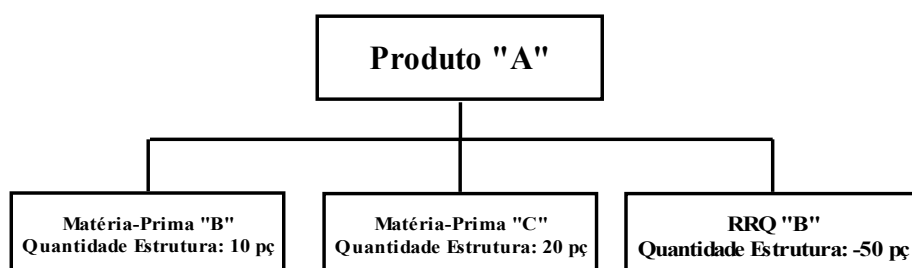 Produto "A"
Matéria-Prima "B"
Quantidade Estrutura: 10 pç
Matéria-Prima "C"
Quantidade Estrutura: 20 pç
RRQ "B"
Quantidade Estrutura: -50 pç